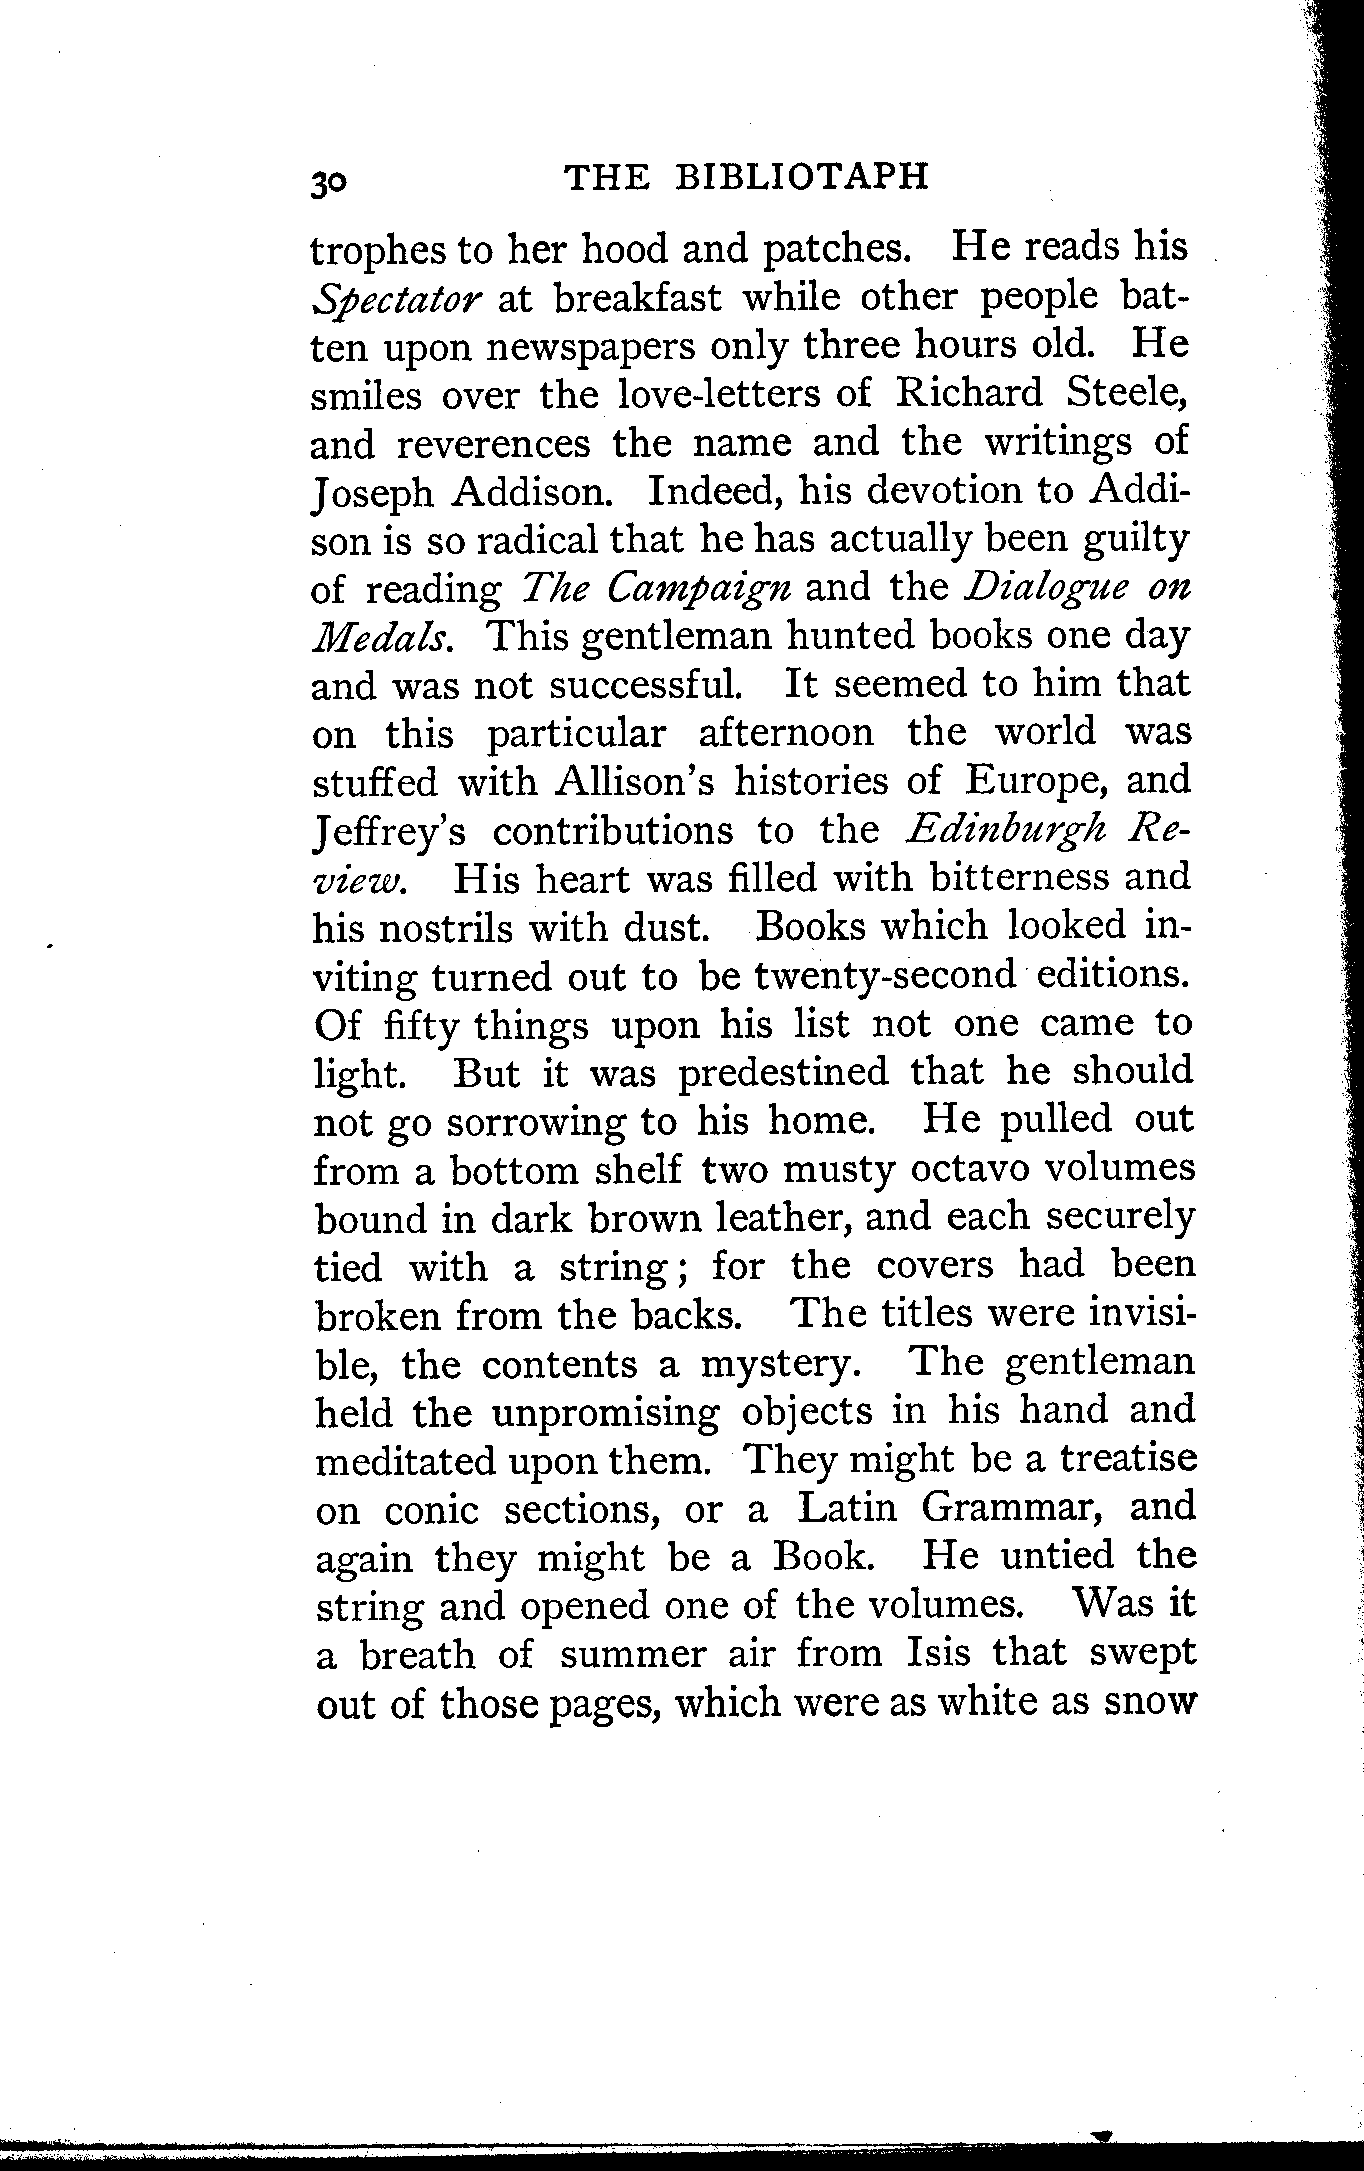 30 THE BIBLIOTAPH
trophes to her hood and patches. He reads his
Spectator at breakfast while other people bat-
ten upon newspapers only three hours old. He
smiles over the love-letters of Richard Steele,
and reverences the name and the writings of
Joseph Addison. Indeed, his devotion to Addi-
son is so radical that he has actually been guilty
of reading The Campaign and the Dialogue on
Medals. This gentleman hunted books one day
and was not successful. It seemed to him that
on this particular afternoon the world was
stuffed with Allison's histories of Europe, and
Jeffrey's contributions to the Edinburgh Re-
view. His heart was filled with bitterness and
his nostrils with dust. Books which looked in-
viting turned out to be twenty-second editions.
Of fifty things upon his list not one came to
light. But it was predestined that he should
not go sorrowing to his home. He pulled out
from a bottom shelf two musty octavo volumes
bound in dark brown leather, and each securely
tied with a string; for the covers had been
broken from the backs. The titles were invisi-
ble, the contents a mystery. The gentleman
held the unpromising objects in his hand and
meditated upon them. They might be a treatise
on conic sections, or a Latin Grammar, and
again they might be a Book. He untied the
string and opened one of the volumes. Was it
a breath of summer air from Isis that swept
out of those pages, which were as white as snow